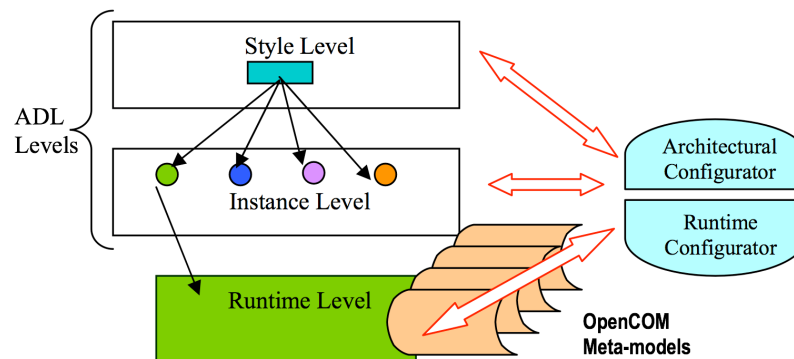 Style Level
ADL
Levels
Instance Level
Architectural
Configurator
Runtime
Configurator
Runtime Level
OpenCOM
Meta-models